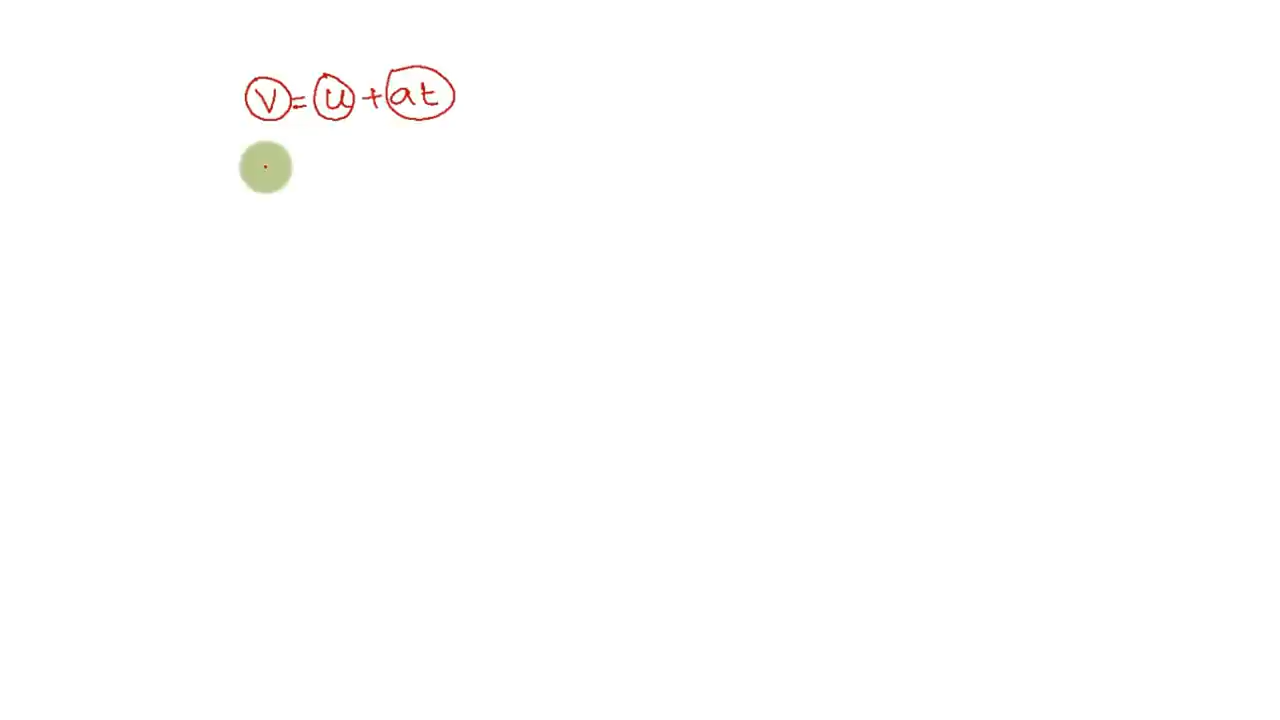 v = u + at